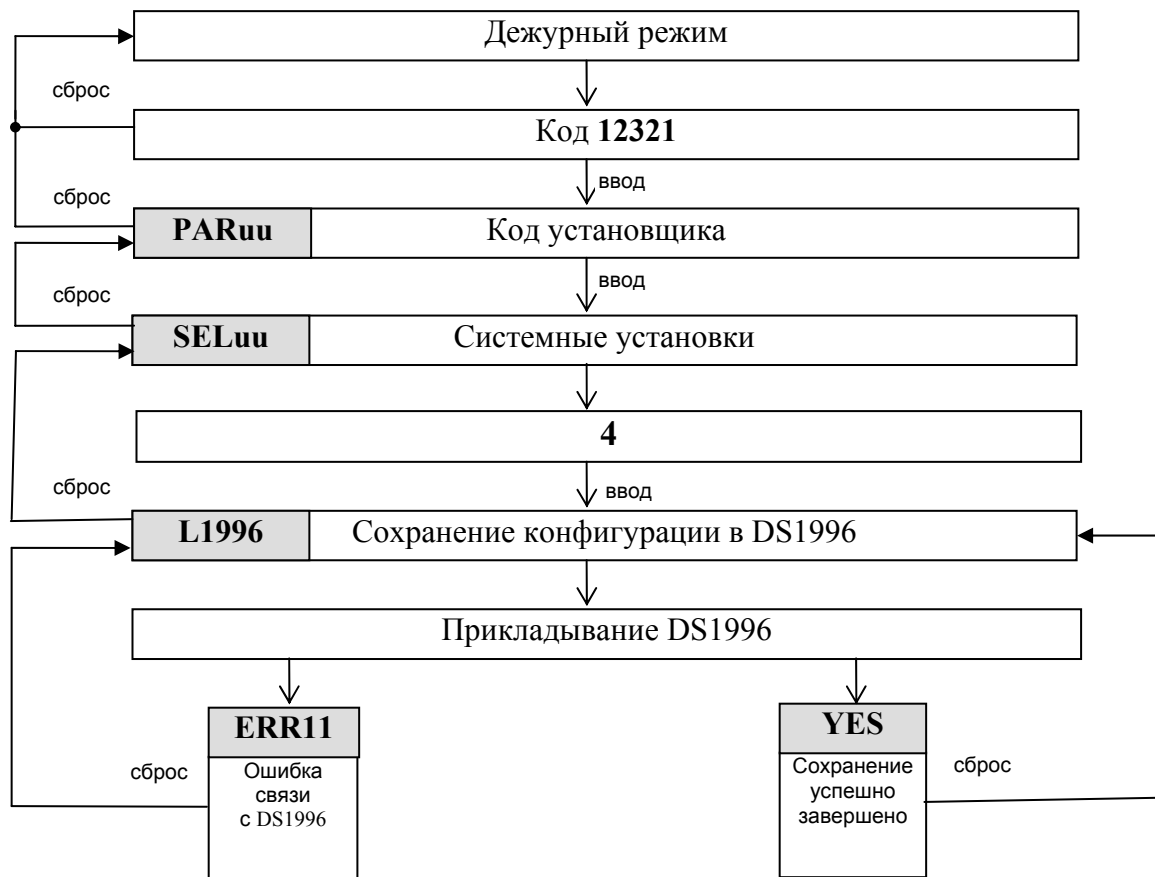 Дежурный режим
сброс
Код 12321
ввод
сброс
PARuu
Код установщика
ввод
сброс
SELuu
Системные установки
4
ввод
сброс
L1996
Сохранение конфигурации в DS1996
Прикладывание DS1996
ERR11
YES
сброс
Ошибка
связи
с DS1996
Сохранение
успешно
завершено
сброс